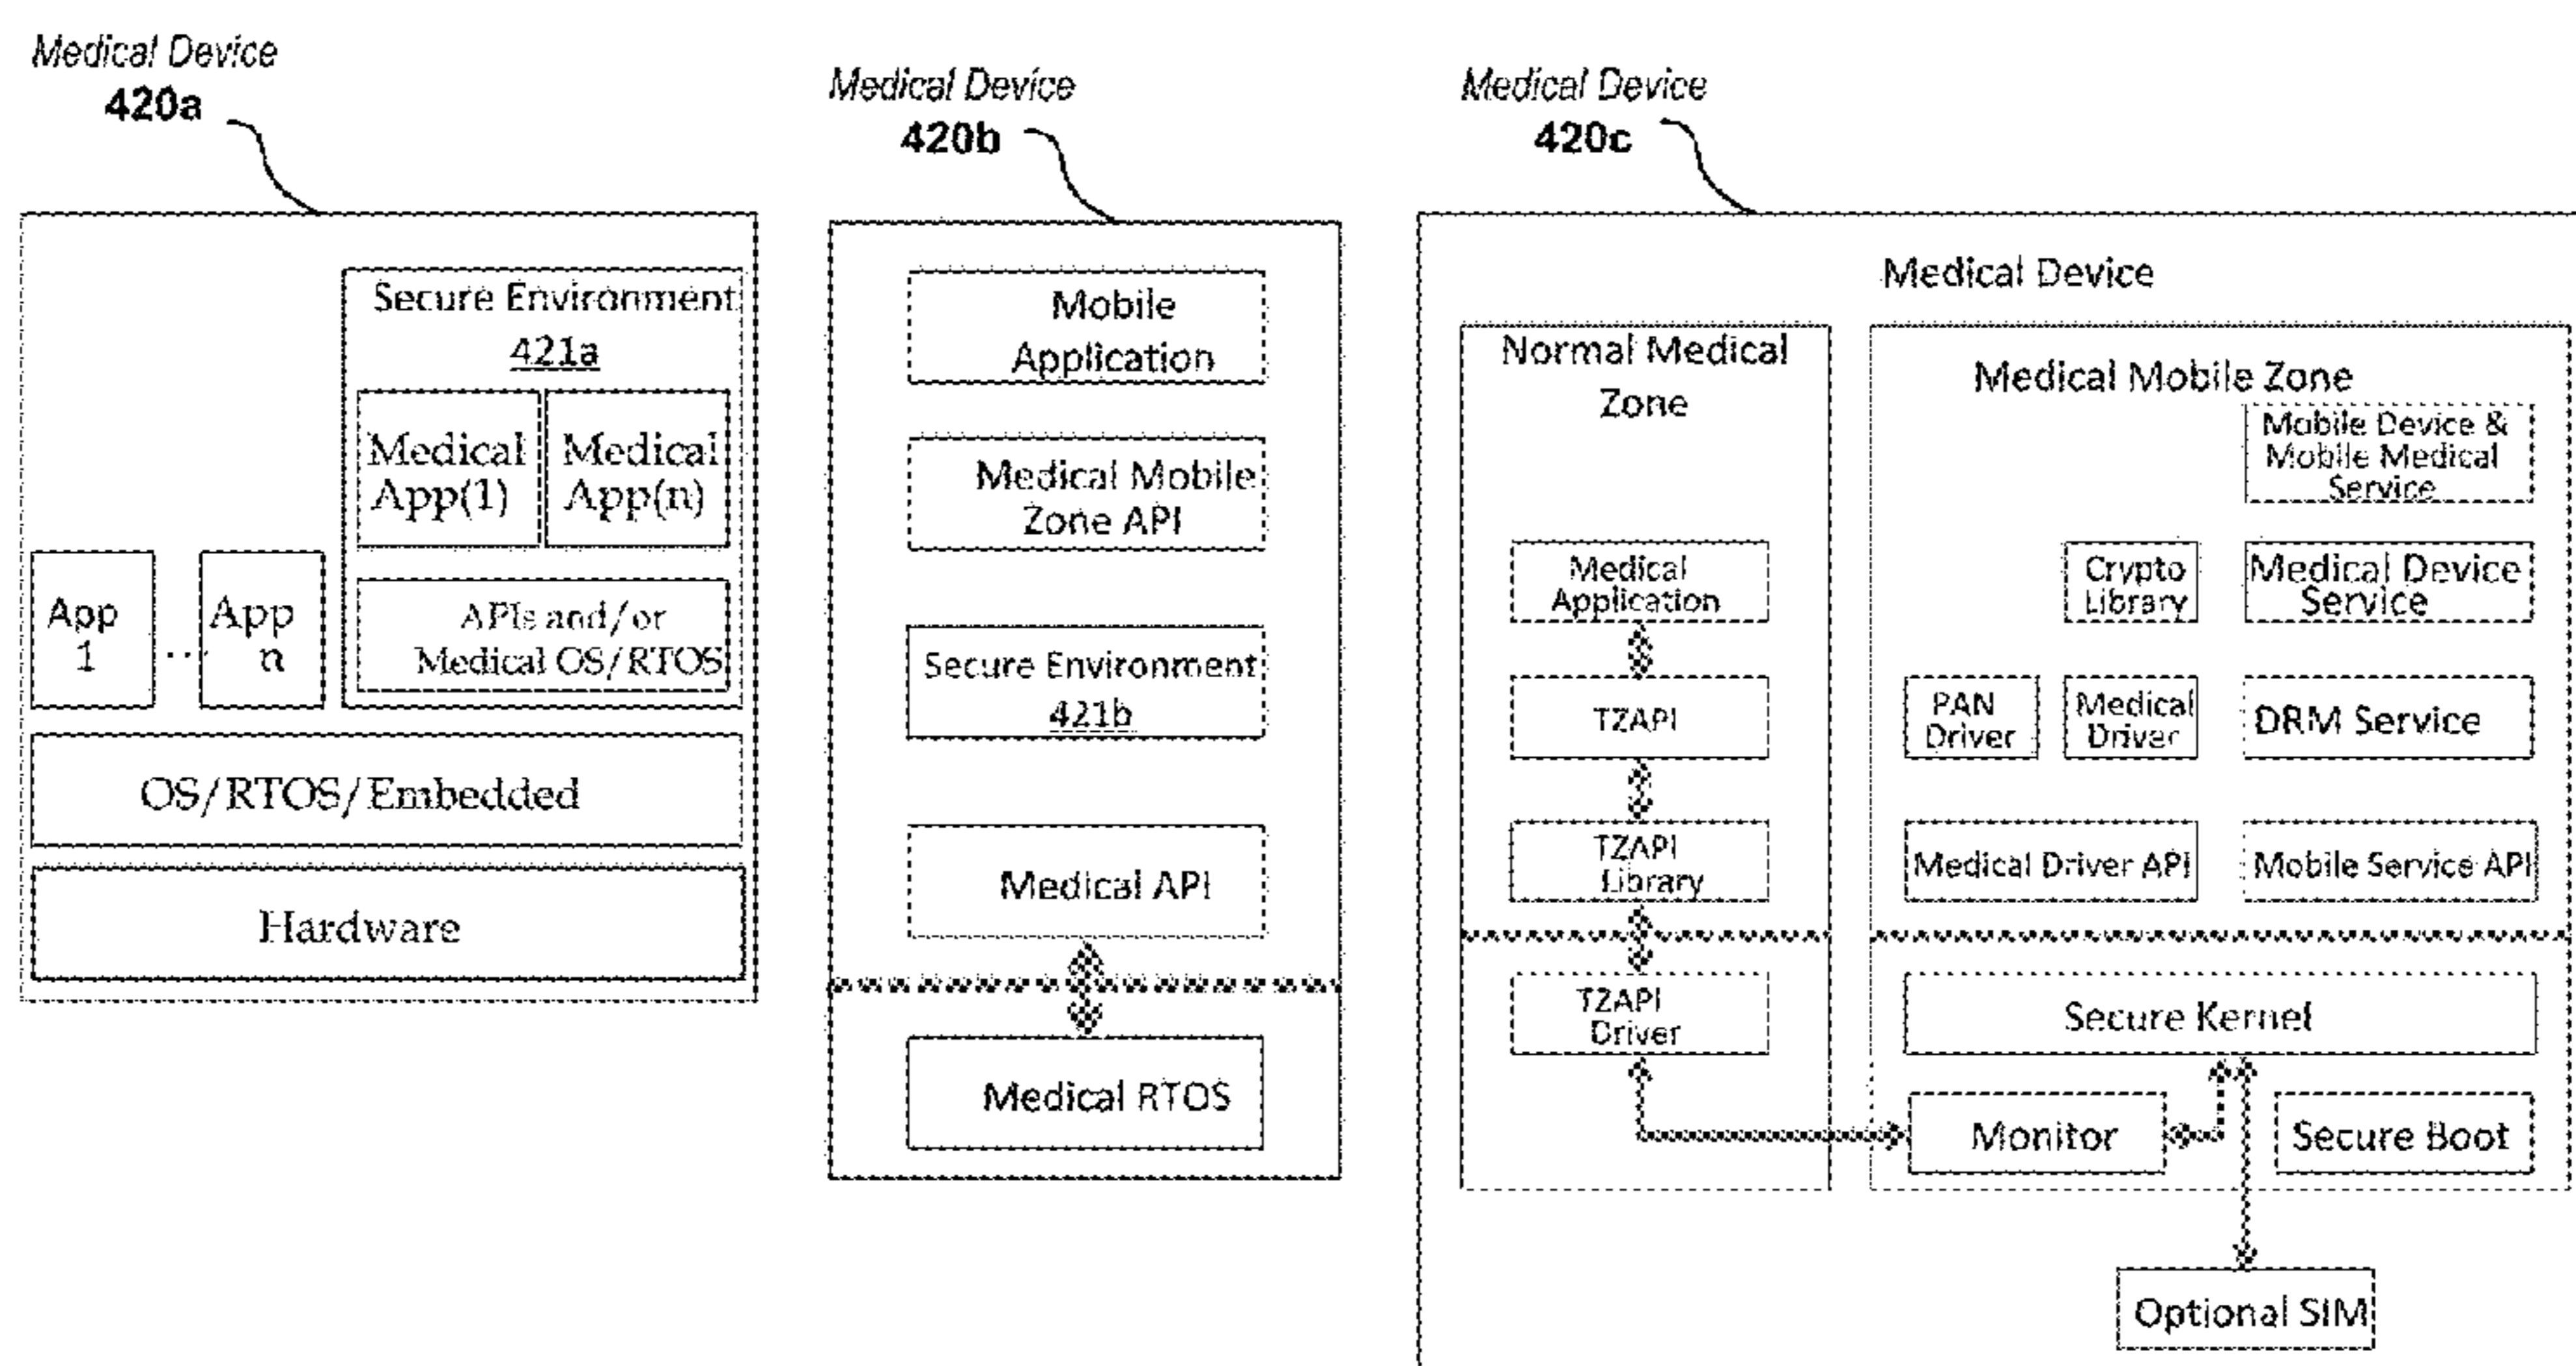 Medical Device
420a
Secure Environment
421a
Medical
App(1)
Medical
App(n)
App
1
...
App
n
APIs and/or
Medical OS/RTOS
OS/RTOS/Embedded
Hardware
Medical Device
420b
Mobile
Application
Medical Mobile
Zone API
Secure Environment
421b
Medical API
Medical RTOS
Medical Device
420c
Medical Device
Normal Medical
Zone
Medical
Application
TZAPI
TZAPI
Library
TZAPI
Driver
Medical Mobile Zone
Mobile Device &
Mobile Medical
Service
Crypto
Library
Medical Device
Service
PAN
Driver
Medical
Driver
DRM Service
Medical Driver API
Mobile Service API
Secure Kernel
Monitor
Secure Boot
Optional SIM